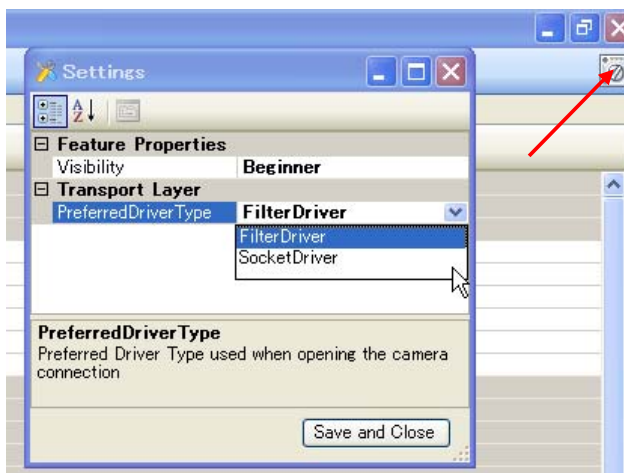 Settings
Feature Properties
Visibility Beginner
Transport Layer
PreferredDriverType FilterDriver
FilterDriver
SocketDriver
PreferredDriverType
Preferred Driver Type used when opening the camera
connection
Save and Close